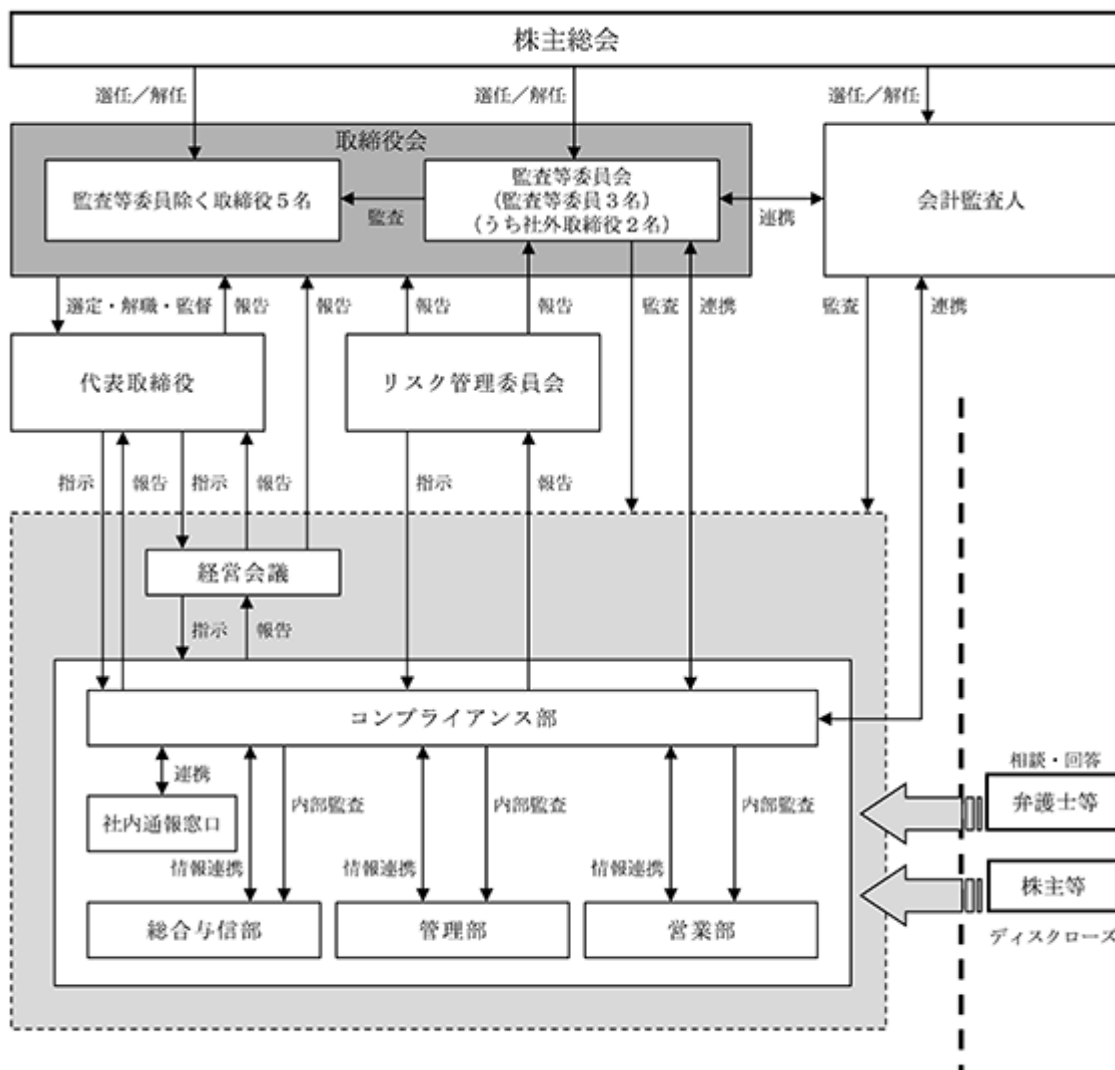 株主総会
選任／解任
選任／解任
選任／解任
取締役会
監査等委員除く取締役５名
監査
監査等委員会
（監査等委員３名）
（うち社外取締役２名）
連携
会計監査人
選定・解職・監督
報告
報告
報告
報告
監査
連携
監査
連携
代表取締役
リスク管理委員会
指示
報告
指示
報告
指示
報告
経営会議
指示
報告
コンプライアンス部
連携
社内通報窓口
内部監査
内部監査
内部監査
情報連携
情報連携
情報連携
総合与信部
管理部
営業部
相談・回答
弁護士等
株主等
ディスクローズ